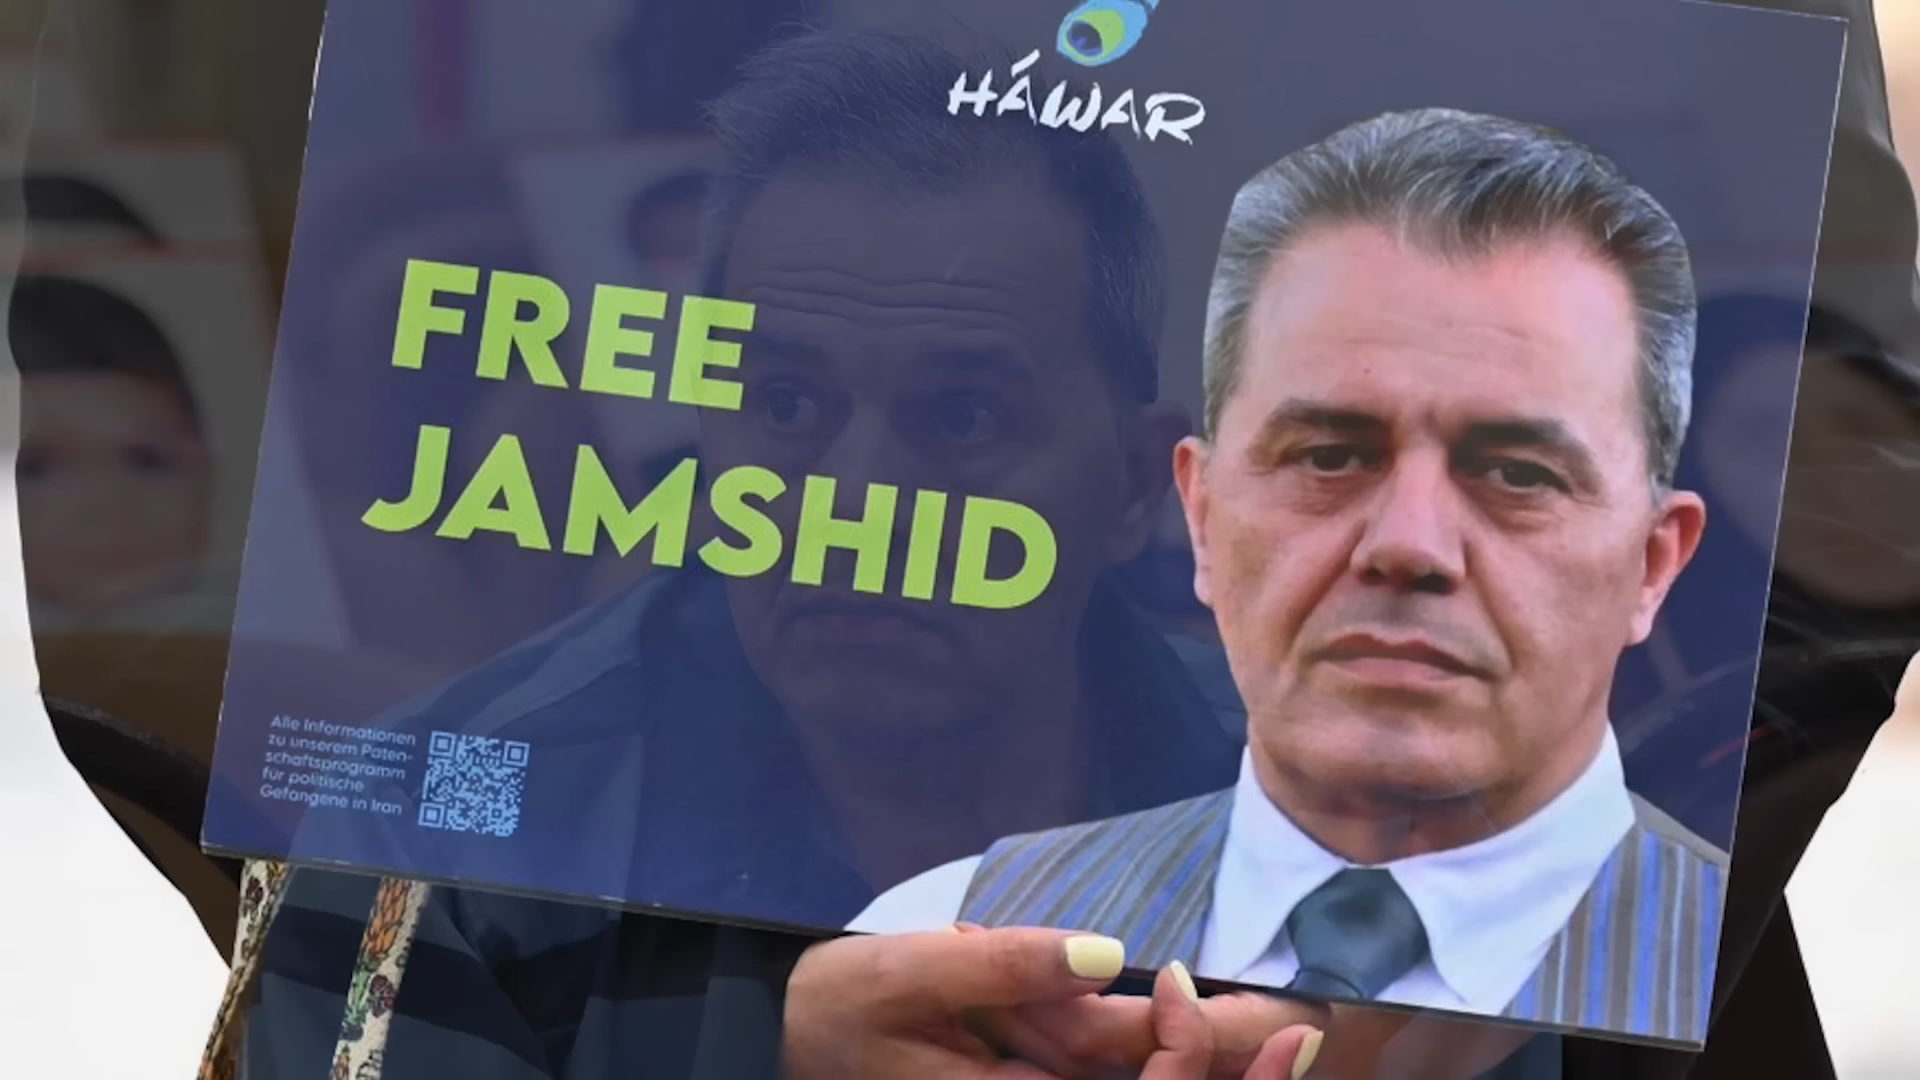 HÁWAR
FREE
JAMSHID
Alle Informationen
zu unserem Paten-
schaftsprogramm
für politische
Gefangene in Iran